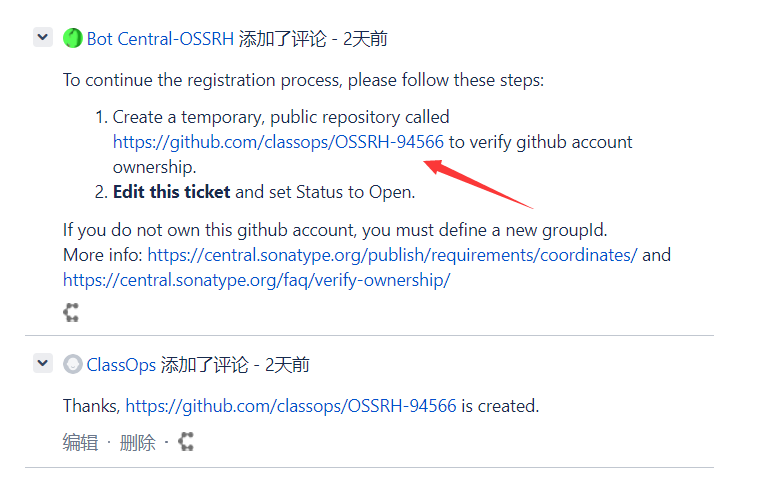 Bot Central-OSSRH 添加了评论 - 2天前
To continue the registration process, please follow these steps:
1. Create a temporary, public repository called
https://github.com/classops/OSSRH-94566 to verify github account
ownership.
2. Edit this ticket and set Status to Open.
If you do not own this github account, you must define a new groupId.
More info: https://central.sonatype.org/publish/requirements/coordinates/ and
https://central.sonatype.org/faq/verify-ownership/
ClassOps 添加了评论 - 2天前
Thanks, https://github.com/classops/OSSRH-94566 is created.
编辑 · 删除 ·